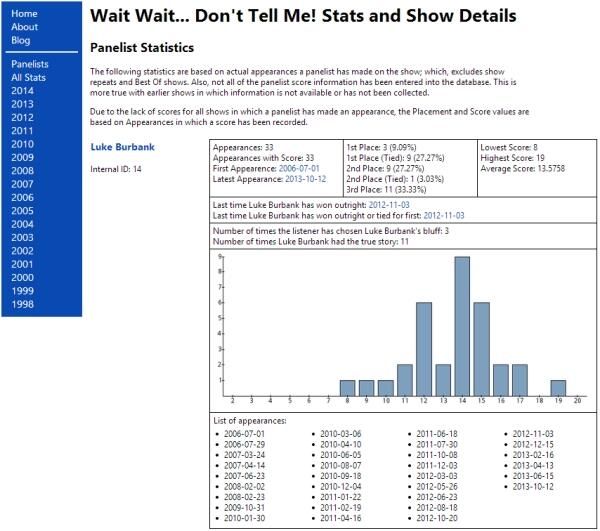 Home
About
Blog
Panelists
All Stats
2014
2013
2012
2011
2010
2009
2008
2007
2006
2005
2004
2003
2002
2001
2000
1999
1998
Wait Wait... Don't Tell Me! Stats and Show Details
Panelist Statistics
The following statistics are based on actual appearances a panelist has made on the show; which, excludes show
repeats and Best Of shows. Also, not all of the panelist score information has been entered into the database. This is
more true with earlier shows in which information is not available or has not been collected.
Due to the lack of scores for all shows in which a panelist has made an appearance, the Placement and Score values are
based on Appearances in which a score has been recorded.
Luke Burbank
Internal ID: 14
Appearances: 33
Appearances with Score: 33
First Appearence: 2006-07-01
Latest Appearance: 2013-10-12
1st Place: 3 (9.09%)
1st Place (Tied): 9 (27.27%)
2nd Place: 9 (27.27%)
2nd Place (Tied): 1 (3.03%)
3rd Place: 11 (33.33%)
Lowest Score: 8
Highest Score: 19
Average Score: 13.5758
Last time Luke Burbank has won outright: 2012-11-03
Last time Luke Burbank has won outright or tied for first: 2012-11-03
Number of times the listener has chosen Luke Burbank's bluff: 3
Number of times Luke Burbank had the true story: 11
9
8
7
6
5
4
3
2
1
2 3 4 5 6 7 8 9 10 11 12 13 14 15 16 17 18 19 20
List of appearances:
2006-07-01
2006-07-29
2007-03-24
2007-04-14
2008-02-02
2008-02-23
2009-10-31
2010-01-30
2010-03-06
2010-04-10
2010-06-05
2010-08-07
2010-09-18
2010-12-04
2011-01-22
2011-02-19
2011-04-16
2011-06-18
2011-07-30
2011-10-08
2011-12-03
2012-03-03
2012-05-26
2012-06-23
2012-08-18
2012-10-20
2012-11-03
2012-12-15
2013-02-16
2013-04-13
2013-06-15
2013-10-12